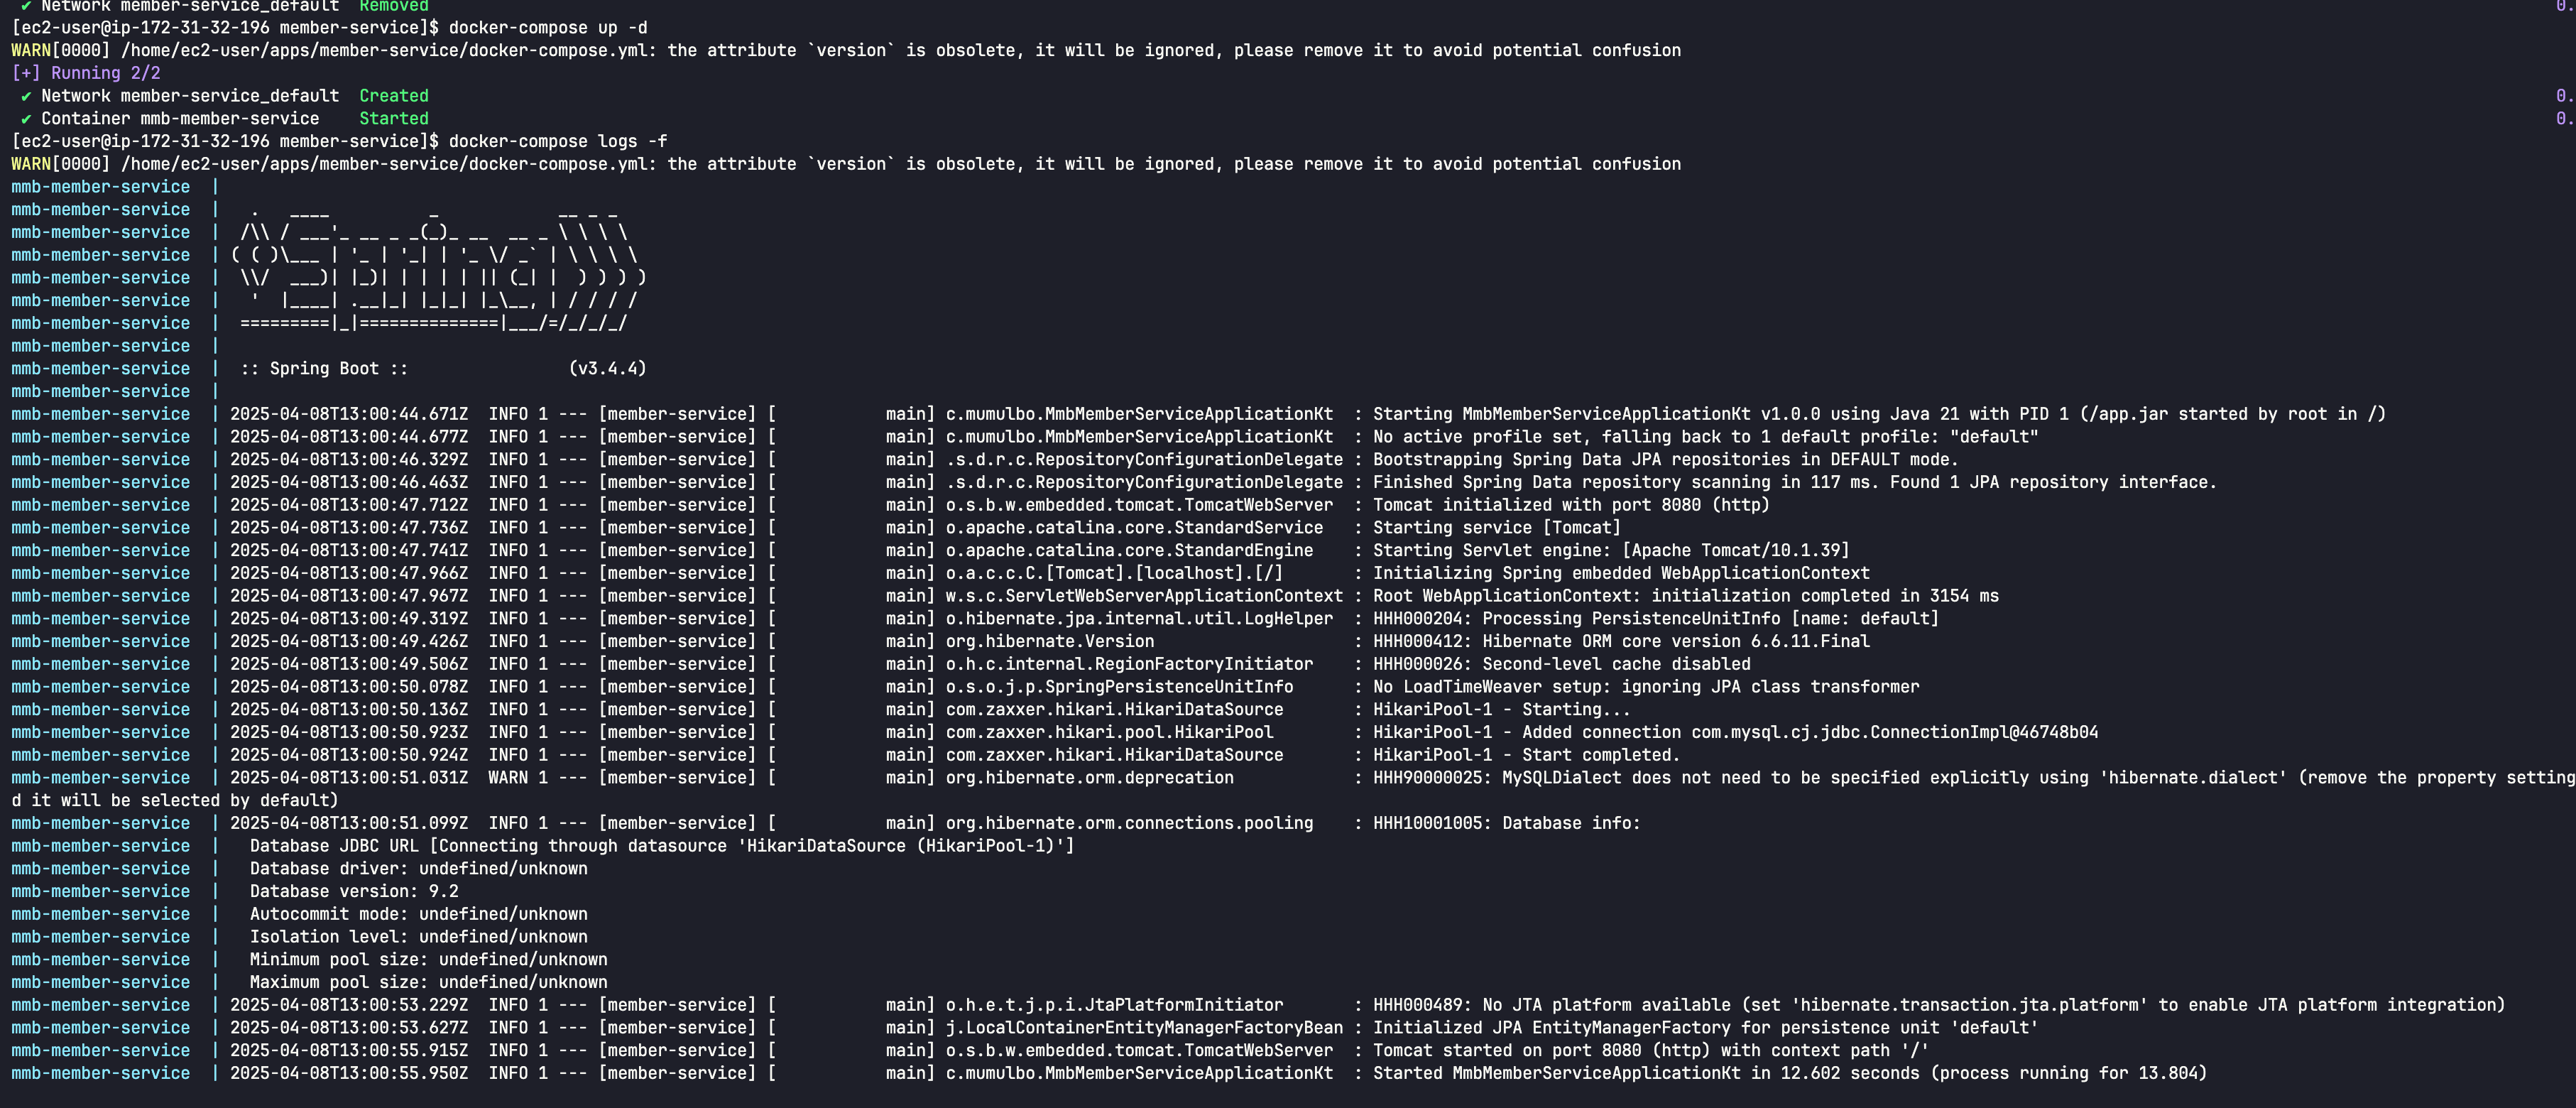 ✔ Network member-service_default  Removed  0.
[ec2-user@ip-172-31-32-196 member-service]$ docker-compose up -d
WARN[0000] /home/ec2-user/apps/member-service/docker-compose.yml: the attribute `version` is obsolete, it will be ignored, please remove it to avoid potential confusion
[+] Running 2/2
 ✔ Network member-service_default  Created  0.
 ✔ Container mmb-member-service    Started  0.
[ec2-user@ip-172-31-32-196 member-service]$ docker-compose logs -f
WARN[0000] /home/ec2-user/apps/member-service/docker-compose.yml: the attribute `version` is obsolete, it will be ignored, please remove it to avoid potential confusion
mmb-member-service  |
mmb-member-service  |   .   ____          _            __ _ _
mmb-member-service  |  /\\ / ___'_ __ _ _(_)_ __  __ _ \ \ \ \
mmb-member-service  | ( ( )\___ | '_ | '_| | '_ \/ _` | \ \ \ \
mmb-member-service  |  \\/  ___)| |_)| | | | | || (_| |  ) ) ) )
mmb-member-service  |   '  |____| .__|_| |_|_| |_\__, | / / / /
mmb-member-service  |  =========|_|==============|___/=/_/_/_/
mmb-member-service  |
mmb-member-service  |  :: Spring Boot ::                (v3.4.4)
mmb-member-service  |
mmb-member-service  | 2025-04-08T13:00:44.671Z  INFO 1 --- [member-service] [           main] c.mumulbo.MmbMemberServiceApplicationKt  : Starting MmbMemberServiceApplicationKt v1.0.0 using Java 21 with PID 1 (/app.jar started by root in /)
mmb-member-service  | 2025-04-08T13:00:44.677Z  INFO 1 --- [member-service] [           main] c.mumulbo.MmbMemberServiceApplicationKt  : No active profile set, falling back to 1 default profile: "default"
mmb-member-service  | 2025-04-08T13:00:46.329Z  INFO 1 --- [member-service] [           main] .s.d.r.c.RepositoryConfigurationDelegate : Bootstrapping Spring Data JPA repositories in DEFAULT mode.
mmb-member-service  | 2025-04-08T13:00:46.463Z  INFO 1 --- [member-service] [           main] .s.d.r.c.RepositoryConfigurationDelegate : Finished Spring Data repository scanning in 117 ms. Found 1 JPA repository interface.
mmb-member-service  | 2025-04-08T13:00:47.712Z  INFO 1 --- [member-service] [           main] o.s.b.w.embedded.tomcat.TomcatWebServer  : Tomcat initialized with port 8080 (http)
mmb-member-service  | 2025-04-08T13:00:47.736Z  INFO 1 --- [member-service] [           main] o.apache.catalina.core.StandardService   : Starting service [Tomcat]
mmb-member-service  | 2025-04-08T13:00:47.741Z  INFO 1 --- [member-service] [           main] o.apache.catalina.core.StandardEngine    : Starting Servlet engine: [Apache Tomcat/10.1.39]
mmb-member-service  | 2025-04-08T13:00:47.966Z  INFO 1 --- [member-service] [           main] o.a.c.c.C.[Tomcat].[localhost].[/]       : Initializing Spring embedded WebApplicationContext
mmb-member-service  | 2025-04-08T13:00:47.967Z  INFO 1 --- [member-service] [           main] w.s.c.ServletWebServerApplicationContext : Root WebApplicationContext: initialization completed in 3154 ms
mmb-member-service  | 2025-04-08T13:00:49.319Z  INFO 1 --- [member-service] [           main] o.hibernate.jpa.internal.util.LogHelper  : HHH000204: Processing PersistenceUnitInfo [name: default]
mmb-member-service  | 2025-04-08T13:00:49.426Z  INFO 1 --- [member-service] [           main] org.hibernate.Version                    : HHH000412: Hibernate ORM core version 6.6.11.Final
mmb-member-service  | 2025-04-08T13:00:49.506Z  INFO 1 --- [member-service] [           main] o.h.c.internal.RegionFactoryInitiator    : HHH000026: Second-level cache disabled
mmb-member-service  | 2025-04-08T13:00:50.078Z  INFO 1 --- [member-service] [           main] o.s.o.j.p.SpringPersistenceUnitInfo      : No LoadTimeWeaver setup: ignoring JPA class transformer
mmb-member-service  | 2025-04-08T13:00:50.136Z  INFO 1 --- [member-service] [           main] com.zaxxer.hikari.HikariDataSource       : HikariPool-1 - Starting...
mmb-member-service  | 2025-04-08T13:00:50.923Z  INFO 1 --- [member-service] [           main] com.zaxxer.hikari.pool.HikariPool        : HikariPool-1 - Added connection com.mysql.cj.jdbc.ConnectionImpl@46748b04
mmb-member-service  | 2025-04-08T13:00:50.924Z  INFO 1 --- [member-service] [           main] com.zaxxer.hikari.HikariDataSource       : HikariPool-1 - Start completed.
mmb-member-service  | 2025-04-08T13:00:51.031Z  WARN 1 --- [member-service] [           main] org.hibernate.orm.deprecation            : HHH90000025: MySQLDialect does not need to be specified explicitly using 'hibernate.dialect' (remove the property setting
d it will be selected by default)
mmb-member-service  | 2025-04-08T13:00:51.099Z  INFO 1 --- [member-service] [           main] org.hibernate.orm.connections.pooling    : HHH10001005: Database info:
mmb-member-service  |   Database JDBC URL [Connecting through datasource 'HikariDataSource (HikariPool-1)']
mmb-member-service  |   Database driver: undefined/unknown
mmb-member-service  |   Database version: 9.2
mmb-member-service  |   Autocommit mode: undefined/unknown
mmb-member-service  |   Isolation level: undefined/unknown
mmb-member-service  |   Minimum pool size: undefined/unknown
mmb-member-service  |   Maximum pool size: undefined/unknown
mmb-member-service  | 2025-04-08T13:00:53.229Z  INFO 1 --- [member-service] [           main] o.h.e.t.j.p.i.JtaPlatformInitiator       : HHH000489: No JTA platform available (set 'hibernate.transaction.jta.platform' to enable JTA platform integration)
mmb-member-service  | 2025-04-08T13:00:53.627Z  INFO 1 --- [member-service] [           main] j.LocalContainerEntityManagerFactoryBean : Initialized JPA EntityManagerFactory for persistence unit 'default'
mmb-member-service  | 2025-04-08T13:00:55.915Z  INFO 1 --- [member-service] [           main] o.s.b.w.embedded.tomcat.TomcatWebServer  : Tomcat started on port 8080 (http) with context path '/'
mmb-member-service  | 2025-04-08T13:00:55.950Z  INFO 1 --- [member-service] [           main] c.mumulbo.MmbMemberServiceApplicationKt  : Started MmbMemberServiceApplicationKt in 12.602 seconds (process running for 13.804)